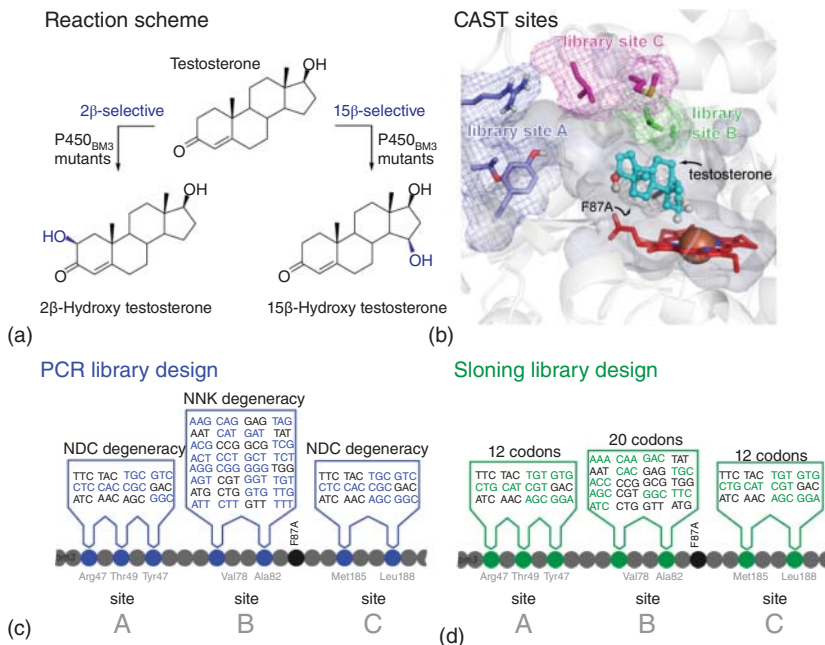 Reaction scheme
Testosterone
OH
2β-selective
P450BM3
mutants
15β-selective
P450BM3
mutants
O
OH
HO
O
2β-Hydroxy testosterone
OH
O
OH
15β-Hydroxy testosterone
(a)
CAST sites
library site C
library site A
library
site B
testosterone
F87A
(b)
PCR library design
NDC degeneracy
TTC TAC TGC GTC
CTC CAC CGC GAC
ATC AAC AGC GGC
NNK degeneracy
AAG CAG GAG TAG
AAT CAT GAT TAT
ACG CCG GCG TCG
ACT CCT GCT TCT
AGG CGG GGG TGG
AGT CGT GGT TGT
ATG CTG GTG TTG
ATT CTT GTT TTT
NDC degeneracy
TTC TAC TGC GTC
CTC CAC CGC GAC
ATC AAC AGC GGC
F87A
bm3
Arg47 Thr49 Tyr47
Val78 Ala82
Met185 Leu188
site
A
site
B
site
C
(c)
Sloning library design
12 codons
TTC TAC TGT GTG
CTG CAT CGT GAC
ATC AAC AGC GGA
20 codons
AAA CAA GAC TAT
AAT CAC GAG TGC
ACC CCG GCG TGG
AGC CGT GGC TTC
ATC CTG GTT ATG
12 codons
TTC TAC TGT GTG
CTG CAT CGT GAC
ATC AAC AGC GGA
F87A
bm3
Arg47 Thr49 Tyr47
Val78 Ala82
Met185 Leu188
site
A
site
B
site
C
(d)